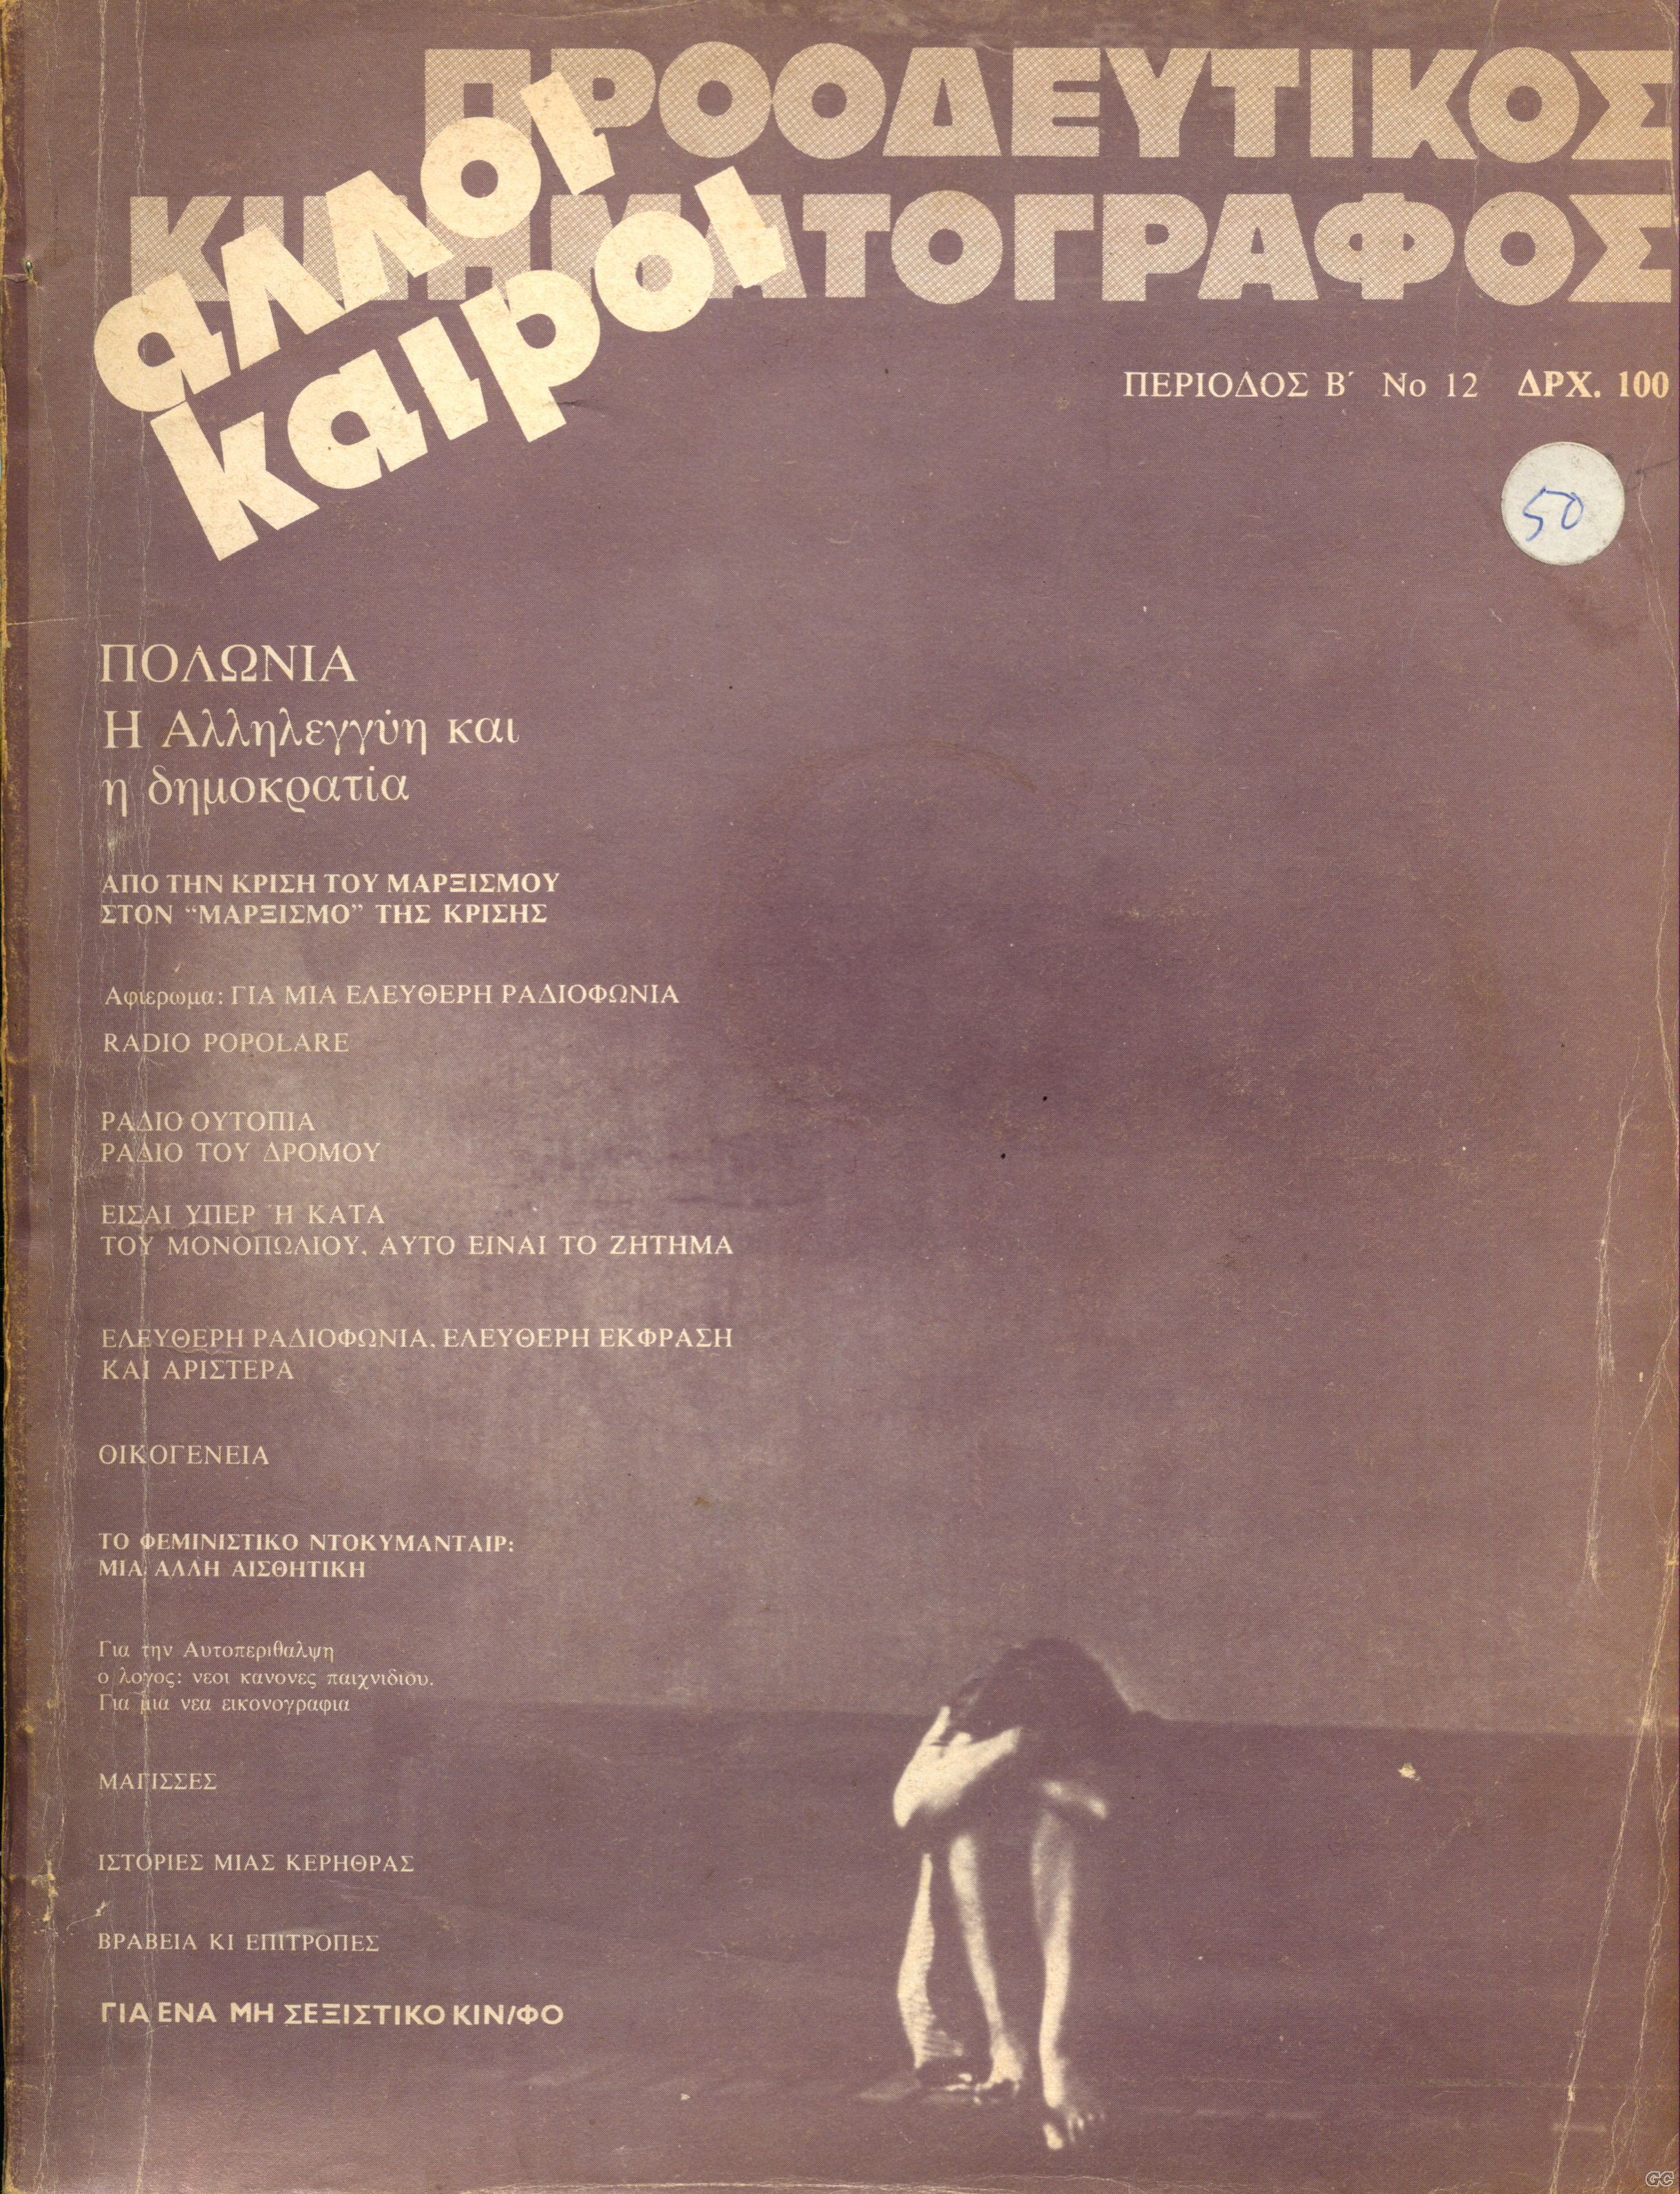 ΠΡΟΟΔΕΥΤΙΚΟΣ
ΚΙΝΗΜΑΤΟΓΡΑΦΟΣ
αλλοι
καιροι
ΠΕΡΙΟΔΟΣ Β΄ Νο 12 ΔΡΧ. 100
50
ΠΟΛΩΝΙΑ
Η Αλληλεγγύη και
η δημοκρατία
ΑΠΟ ΤΗΝ ΚΡΙΣΗ ΤΟΥ ΜΑΡΞΙΣΜΟΥ
ΣΤΟΝ “ΜΑΡΞΙΣΜΟ” ΤΗΣ ΚΡΙΣΗΣ
Αφιερωμα: ΓΙΑ ΜΙΑ ΕΛΕΥΘΕΡΗ ΡΑΔΙΟΦΩΝΙΑ
RADIO POPOLARE
ΡΑΔΙΟ ΟΥΤΟΠΙΑ
ΡΑΔΙΟ ΤΟΥ ΔΡΟΜΟΥ
ΕΙΣΑΙ ΥΠΕΡ Ή ΚΑΤΑ
ΤΟΥ ΜΟΝΟΠΩΛΙΟΥ, ΑΥΤΟ ΕΙΝΑΙ ΤΟ ΖΗΤΗΜΑ
ΕΛΕΥΘΕΡΗ ΡΑΔΙΟΦΩΝΙΑ, ΕΛΕΥΘΕΡΗ ΕΚΦΡΑΣΗ
ΚΑΙ ΑΡΙΣΤΕΡΑ
ΟΙΚΟΓΕΝΕΙΑ
ΤΟ ΦΕΜΙΝΙΣΤΙΚΟ ΝΤΟΚΥΜΑΝΤΑΙΡ:
ΜΙΑ ΑΛΛΗ ΑΙΣΘΗΤΙΚΗ
Για την Αυτοπεριθαλψη
ο λογος: νεοι κανονες παιχνιδιου.
Για μια νεα εικονογραφια
ΜΑΓΙΣΣΕΣ
ΙΣΤΟΡΙΕΣ ΜΙΑΣ ΚΕΡΗΘΡΑΣ
ΒΡΑΒΕΙΑ ΚΙ ΕΠΙΤΡΟΠΕΣ
ΓΙΑ ΕΝΑ ΜΗ ΣΕΞΙΣΤΙΚΟ ΚΙΝ/ΦΟ
GC